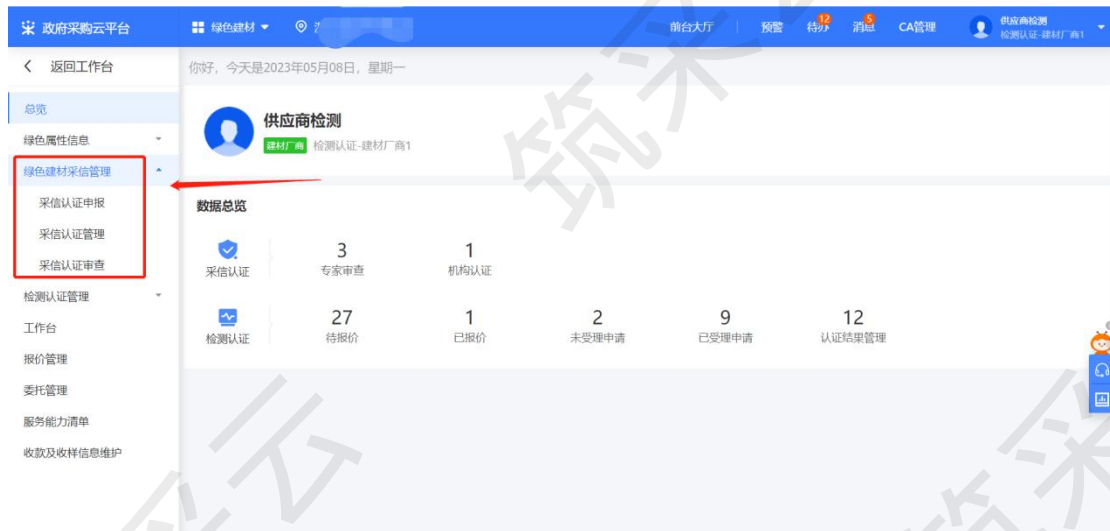 政府采购云平台 绿色建材 前台大厅 预警 待办 12 消息 5 CA管理 供应商检测
检测认证-建材厂商1
返回工作台 你好，今天是2023年05月08日，星期一
总览
供应商检测
绿色属性信息
建材厂商 检测认证-建材厂商1
绿色建材采信管理
采信认证申报
数据总览
采信认证管理
3 1
采信认证 专家审查 机构认证
采信认证审查
检测认证管理
27 1 2 9 12
检测认证 待报价 已报价 未受理申请 已受理申请 认证结果管理
工作台
报价管理
委托管理
服务能力清单
收款及收样信息维护
筑采
采云
筑采